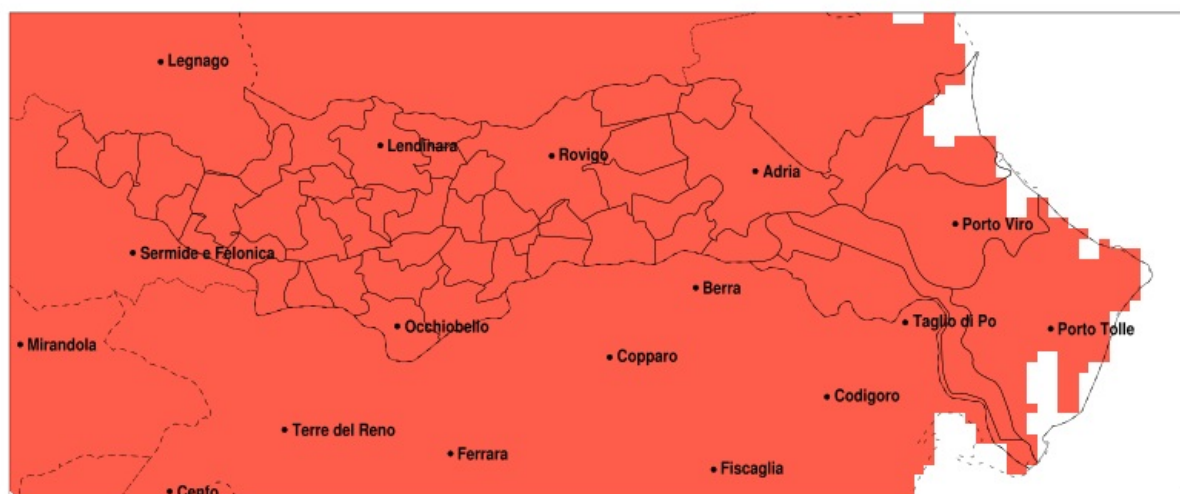 Legnago
Lendinara
Rovigo
Adria
Porto Viro
Sermide e Felonica
Berra
Occhiobello
Taglio di Po
Porto Tolle
Mirandola
Copparo
Codigoro
Terre del Reno
Ferrara
Fiscaglia
Cento